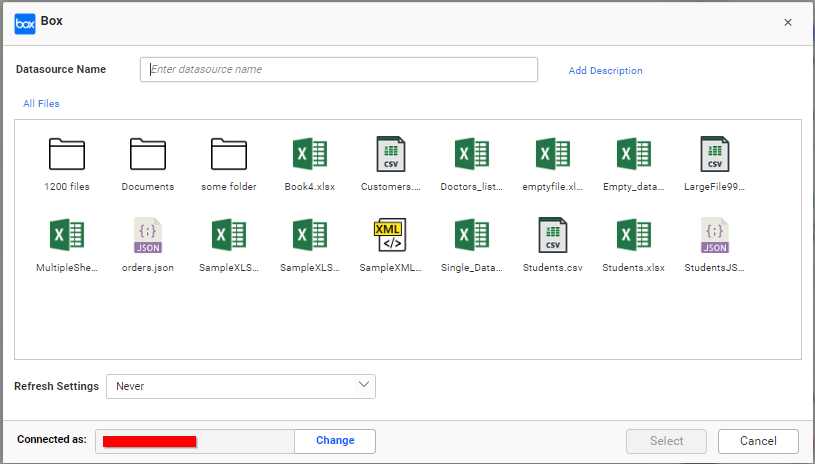 box Box
Datasource Name Enter datasource name Add Description
All Files
CSV CSV
1200 files Documents some folder Book4.xlsx Customers.... Doctors_list... emptyfile.xl... Empty_data... LargeFile99...
JSON XML CSV JSON
MultipleShe... orders.json SampleXLS... SampleXLS... SampleXML... Single_Data... Students.csv Students.xlsx StudentsJS...
Refresh Settings Never
Connected as: Change Select Cancel